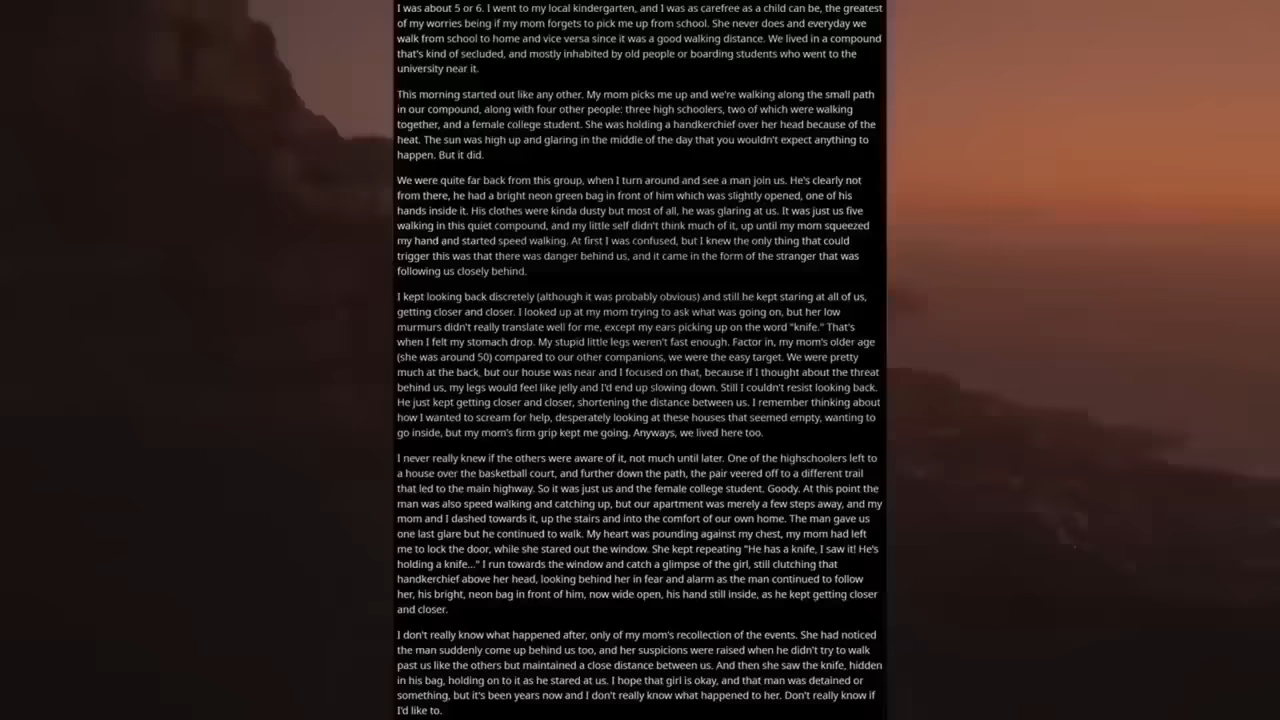 I was about 5 or 6. I went to my local kindergarten, and I was as carefree as a child can be, the greatest
of my worries being if my mom forgets to pick me up from school. She never does and everyday we
walk from school to home and vice versa since it was a good walking distance. We lived in a compound
that's kind of secluded, and mostly inhabited by old people or boarding students who went to the
university near it.
This morning started out like any other. My mom picks me up and we're walking along the small path
in our compound, along with four other people: three high schoolers, two of which were walking
together, and a female college student. She was holding a handkerchief over her head because of the
heat. The sun was high up and glaring in the middle of the day that you wouldn't expect anything to
happen. But it did.
We were quite far back from this group, when I turn around and see a man join us. He's clearly not
from there, he had a bright neon green bag in front of him which was slightly opened, one of his
hands inside it. His clothes were kinda dusty but most of all, he was glaring at us. It was just us five
walking in this quiet compound, and my little self didn't think much of it, up until my mom squeezed
my hand and started speed walking. At first I was confused, but I knew the only thing that could
trigger this was that there was danger behind us, and it came in the form of the stranger that was
following us closely behind.
I kept looking back discretely (although it was probably obvious) and still he kept staring at all of us,
getting closer and closer. I looked up at my mom trying to ask what was going on, but her low
murmurs didn't really translate well for me, except my ears picking up on the word "knife." That's
when I felt my stomach drop. My stupid little legs weren't fast enough. Factor in, my mom's older age
(she was around 50) compared to our other companions, we were the easy target. We were pretty
much at the back, but our house was near and I focused on that, because if I thought about the threat
behind us, my legs would feel like jelly and I'd end up slowing down. Still I couldn't resist looking back.
He just kept getting closer and closer, shortening the distance between us. I remember thinking about
how I wanted to scream for help, desperately looking at these houses that seemed empty, wanting to
go inside, but my mom's firm grip kept me going. Anyways, we lived here too.
I never really knew if the others were aware of it, not much until later. One of the highschoolers left to
a house over the basketball court, and further down the path, the pair veered off to a different trail
that led to the main highway. So it was just us and the female college student. Goody. At this point the
man was also speed walking and catching up, but our apartment was merely a few steps away, and my
mom and I dashed towards it, up the stairs and into the comfort of our own home. The man gave us
one last glare but he continued to walk. My heart was pounding against my chest, my mom had left
me to lock the door, while she stared out the window. She kept repeating "He has a knife, I saw it! He's
holding a knife..." I run towards the window and catch a glimpse of the girl, still clutching that
handkerchief above her head, looking behind her in fear and alarm as the man continued to follow
her, his bright, neon bag in front of him, now wide open, his hand still inside, as he kept getting closer
and closer.
I don't really know what happened after, only of my mom's recollection of the events. She had noticed
the man suddenly come up behind us too, and her suspicions were raised when he didn't try to walk
past us like the others but maintained a close distance between us. And then she saw the knife, hidden
in his bag, holding on to it as he stared at us. I hope that girl is okay, and that man was detained or
something, but it's been years now and I don't really know what happened to her. Don't really know if
I'd like to.